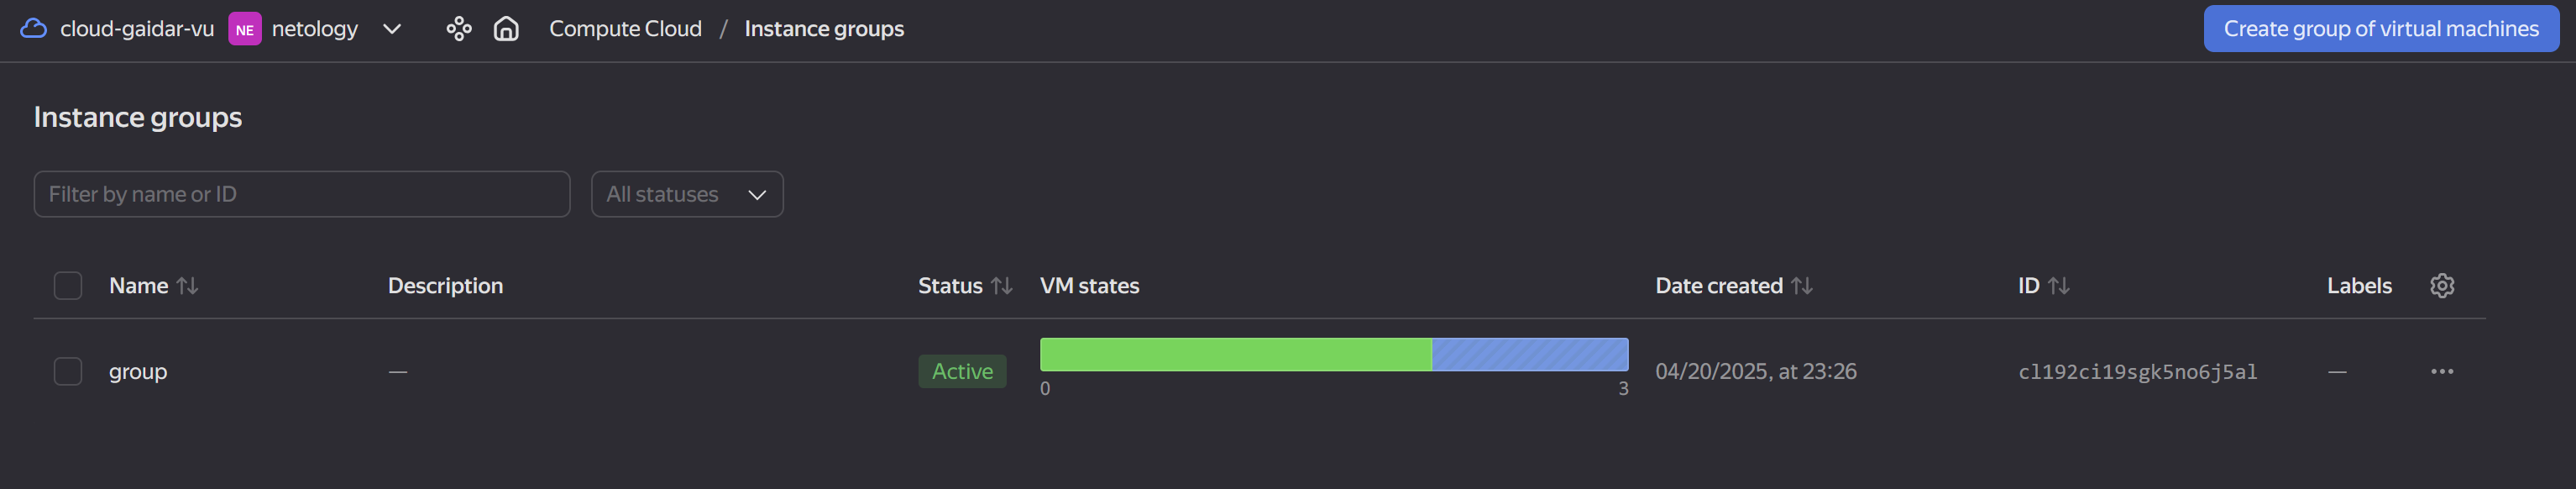 cloud-gaidar-vu NE netology Compute Cloud / Instance groups Create group of virtual machines
Instance groups
Filter by name or ID All statuses
Name Description Status VM states Date created ID Labels
group — Active 04/20/2025, at 23:26 cl192ci19sgk5no6j5al —
0 3